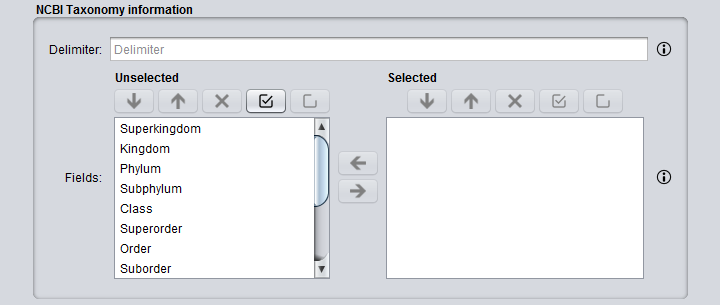 NCBI Taxonomy information
Delimiter: Delimiter
Unselected Selected
Fields:
Superkingdom
Kingdom
Phylum
Subphylum
Class
Superorder
Order
Suborder